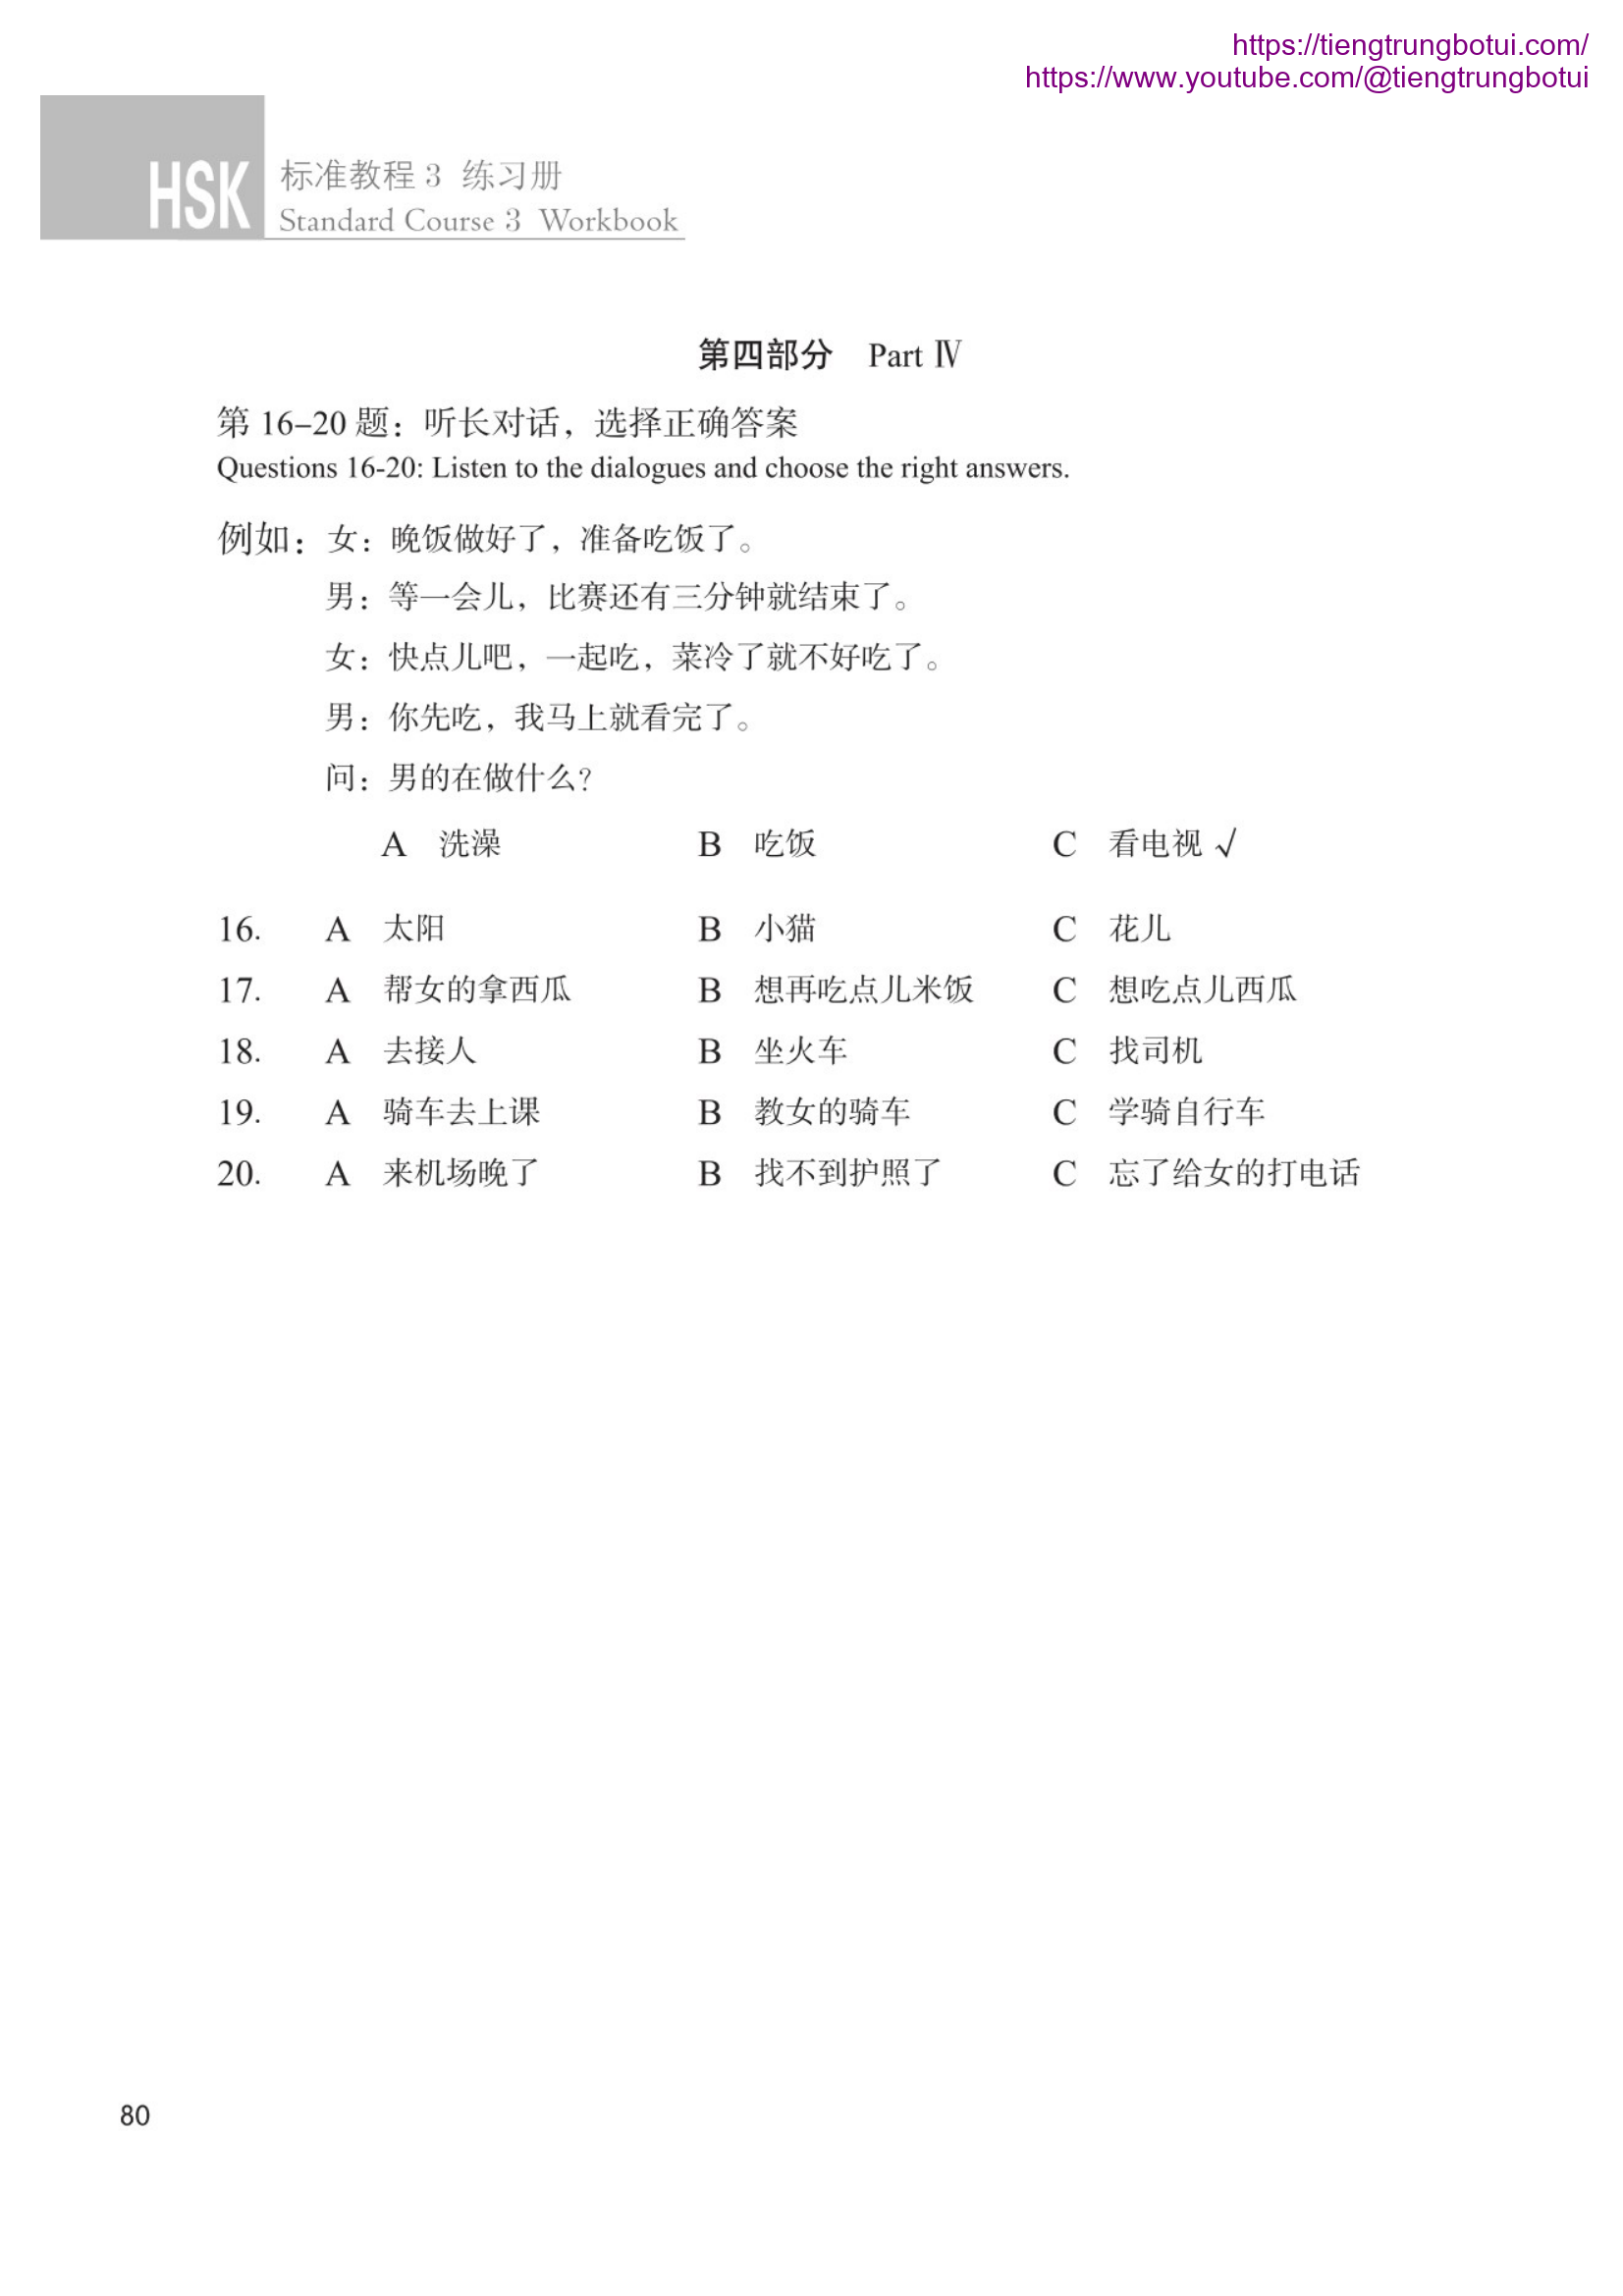 https://tiengtrungbotui.com/
https://www.youtube.com/@tiengtrungbotui
HSK 标准教程 3 练习册
Standard Course 3 Workbook
第四部分 Part Ⅳ
第 16–20 题：听长对话，选择正确答案
Questions 16-20: Listen to the dialogues and choose the right answers.
例如：女：晚饭做好了，准备吃饭了。
男：等一会儿，比赛还有三分钟就结束了。
女：快点儿吧，一起吃，菜冷了就不好吃了。
男：你先吃，我马上就看完了。
问：男的在做什么？
A 洗澡 B 吃饭 C 看电视 √
16. A 太阳 B 小猫 C 花儿
17. A 帮女的拿西瓜 B 想再吃点儿米饭 C 想吃点儿西瓜
18. A 去接人 B 坐火车 C 找司机
19. A 骑车去上课 B 教女的骑车 C 学骑自行车
20. A 来机场晚了 B 找不到护照了 C 忘了给女的打电话
80